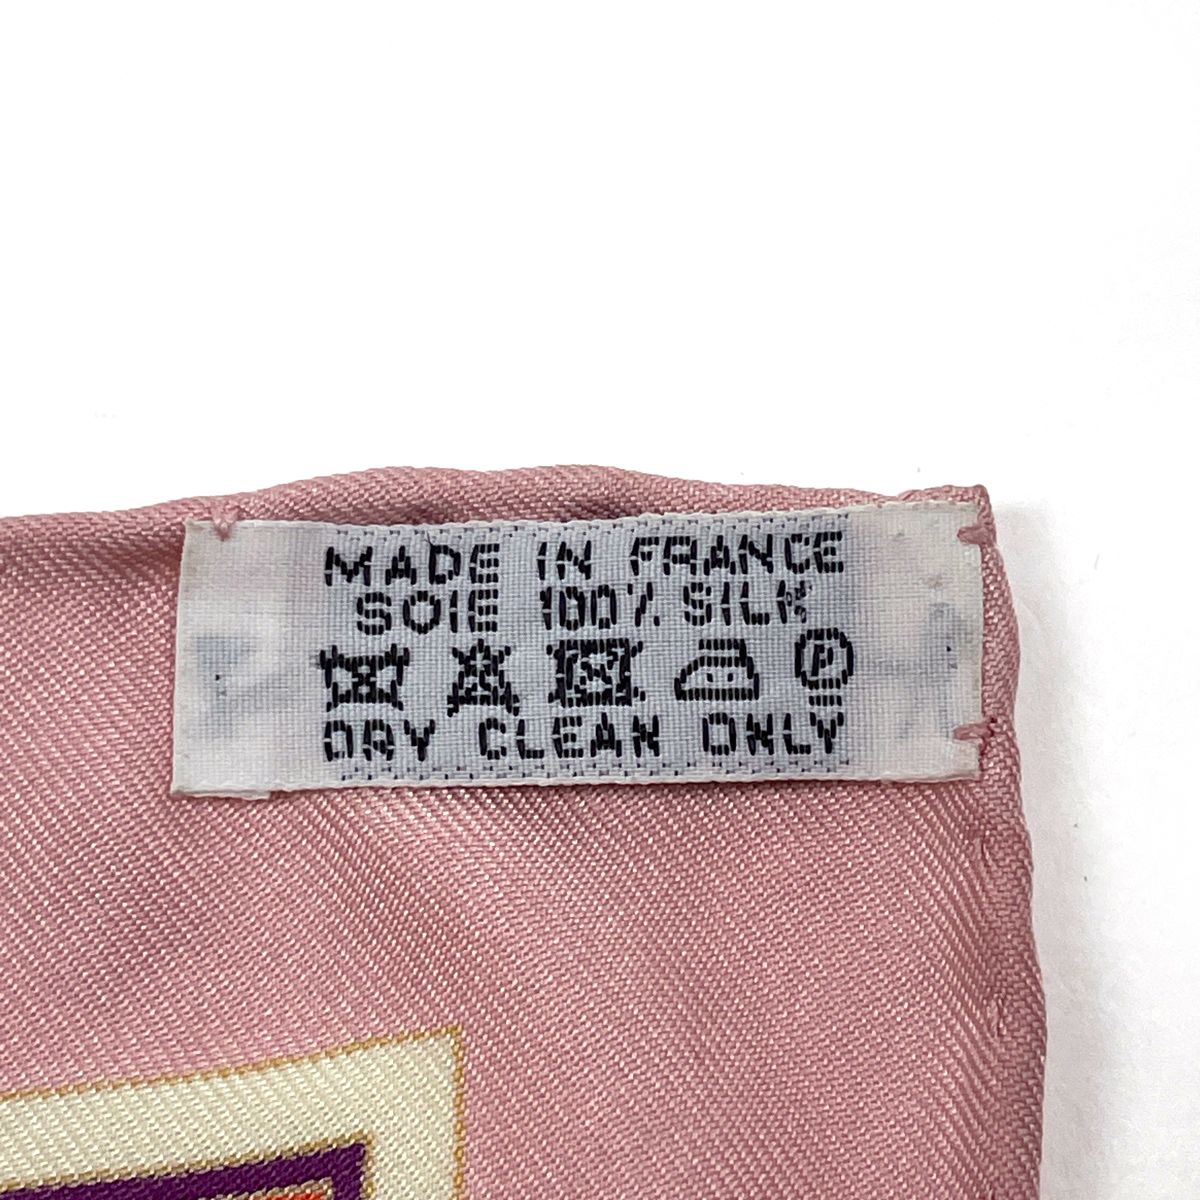 MADE IN FRANCE
SOIE 100% SILK
P
DRY CLEAN ONLY